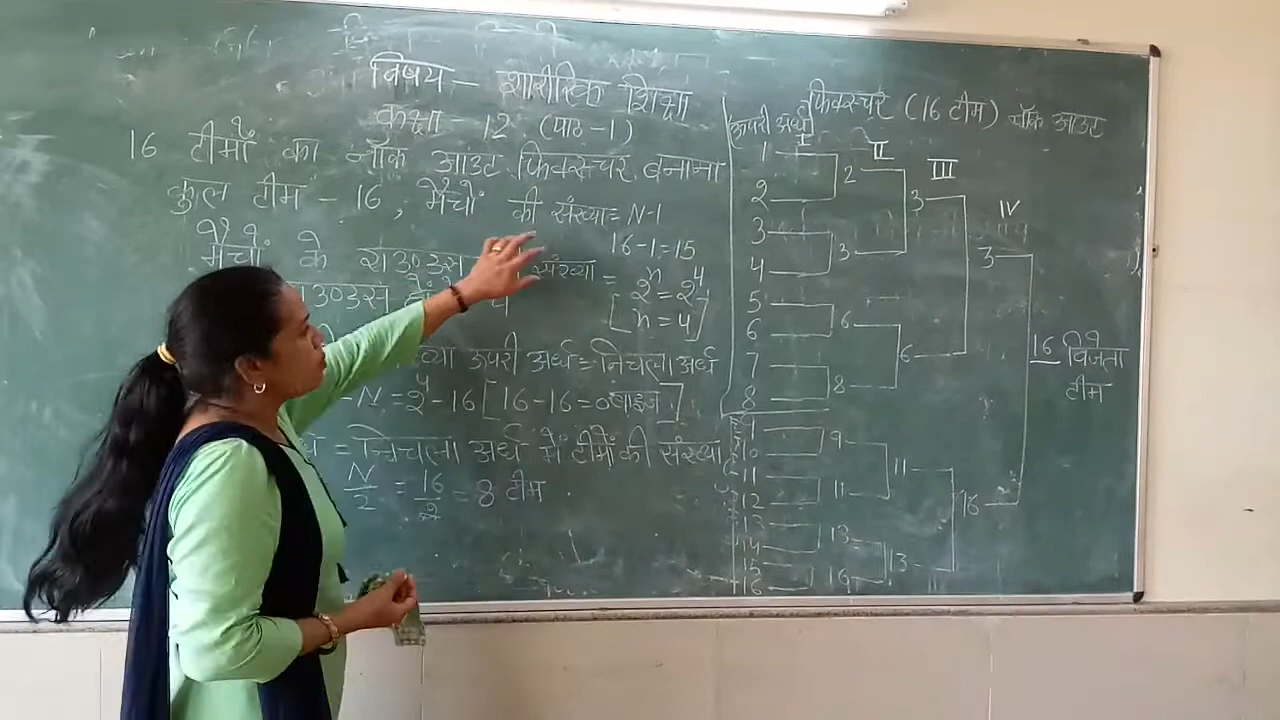 विषय - शारीरिक शिक्षा
कक्षा - 12 (पाठ -1)
16 टीमों का नॉक आउट फिक्स्चर बनाना
कुल टीम - 16, मैचों की संख्या = N-1
16-1=15
मैचों के राउण्डस संख्या = 2ⁿ = 2⁴
[n = 4]
ऊपरी अर्ध = निचला अर्ध
-N = 2⁴-16 [16-16=0 बाइज]
= निचला अर्ध में टीमों की संख्या
N/2 = 16/2 = 8 टीम
फिक्स्चर (16 टीम) नॉक आउट
ऊपरी अर्ध
I II III IV
1
2
3
4
5
6
7
8
9
10
11
12
13
14
15
16
2
3
6
8
9
11
13
16
3
6
11
13
3
16
16 विजेता
टीम